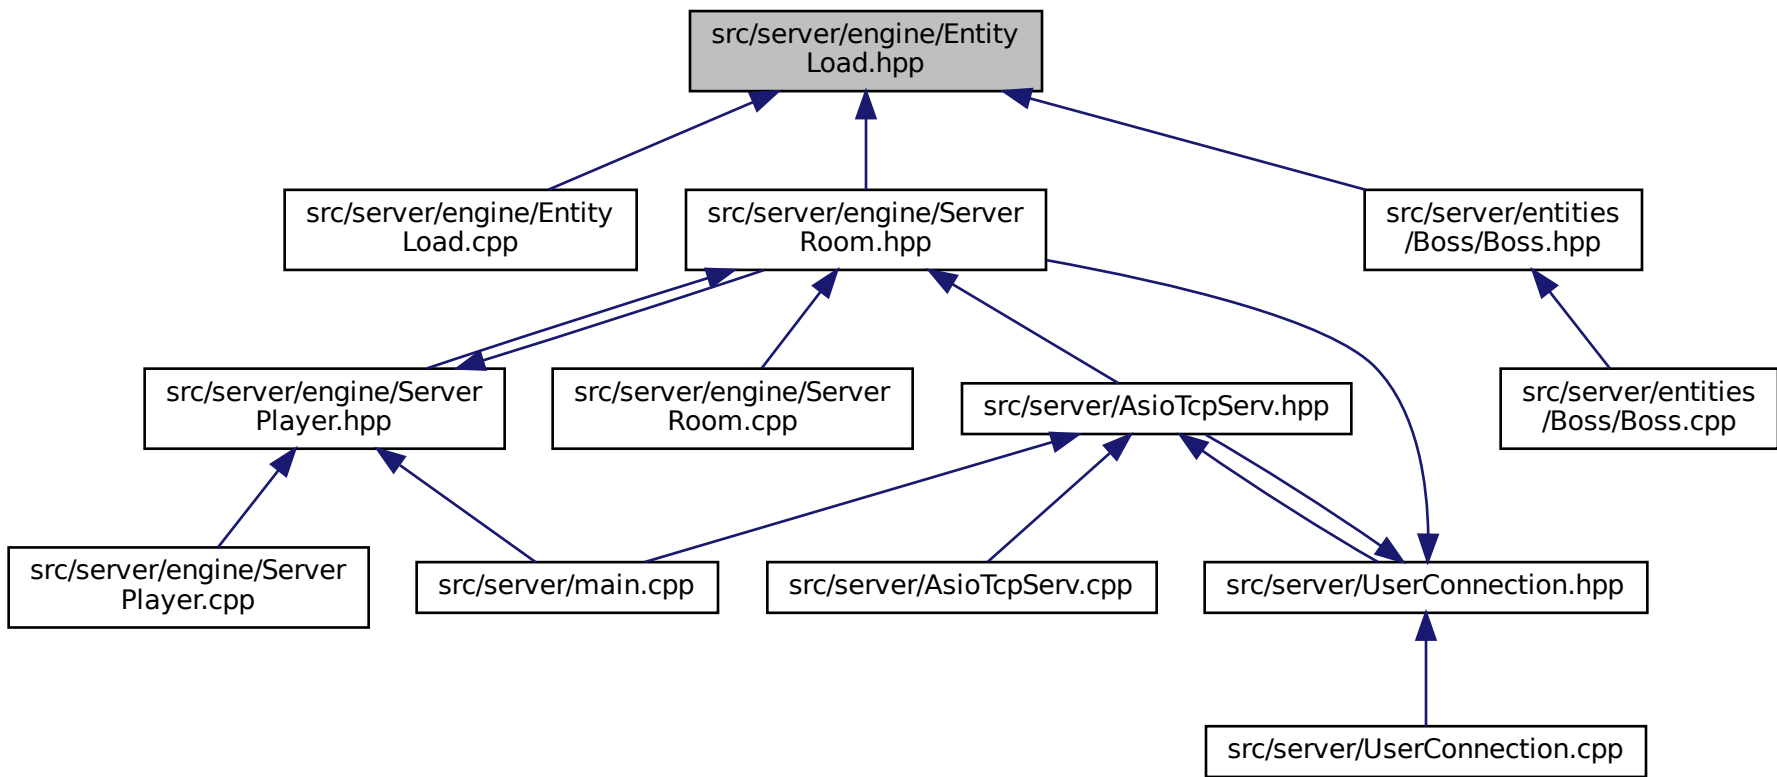 src/server/engine/Entity
Load.hpp
src/server/engine/Entity
Load.cpp
src/server/engine/Server
Room.hpp
src/server/entities
/Boss/Boss.hpp
src/server/engine/Server
Player.hpp
src/server/engine/Server
Room.cpp
src/server/AsioTcpServ.hpp
src/server/entities
/Boss/Boss.cpp
src/server/engine/Server
Player.cpp
src/server/main.cpp
src/server/AsioTcpServ.cpp
src/server/UserConnection.hpp
src/server/UserConnection.cpp